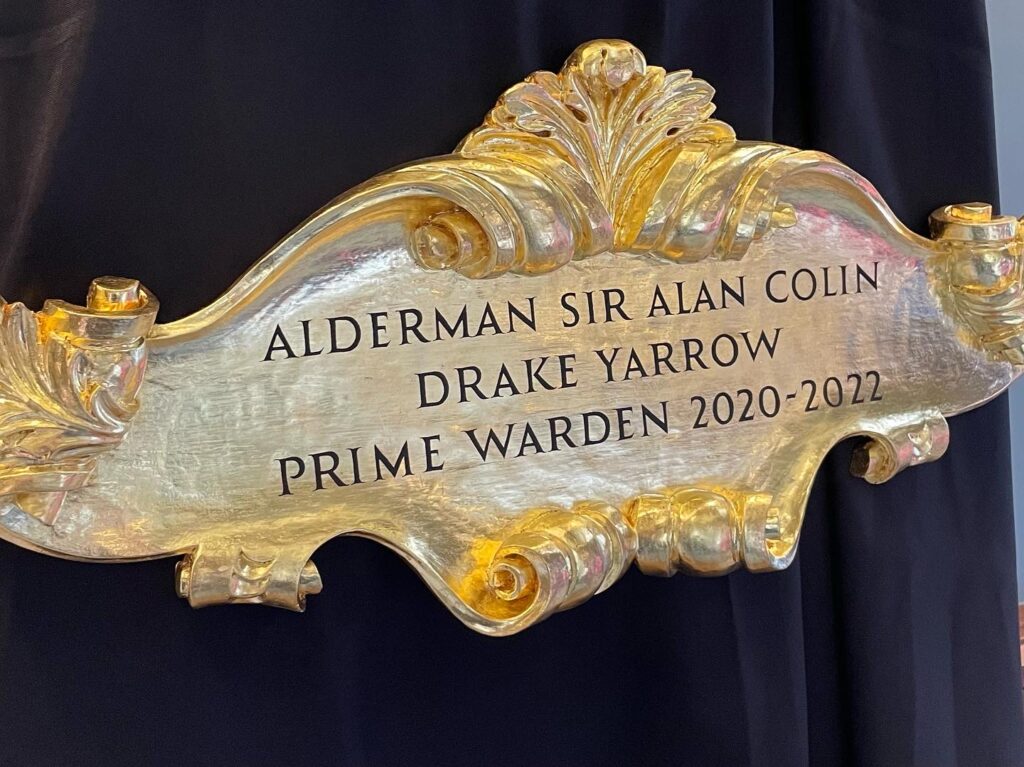 ALDERMAN SIR ALAN COLIN
DRAKE YARROW
PRIME WARDEN 2020-2022